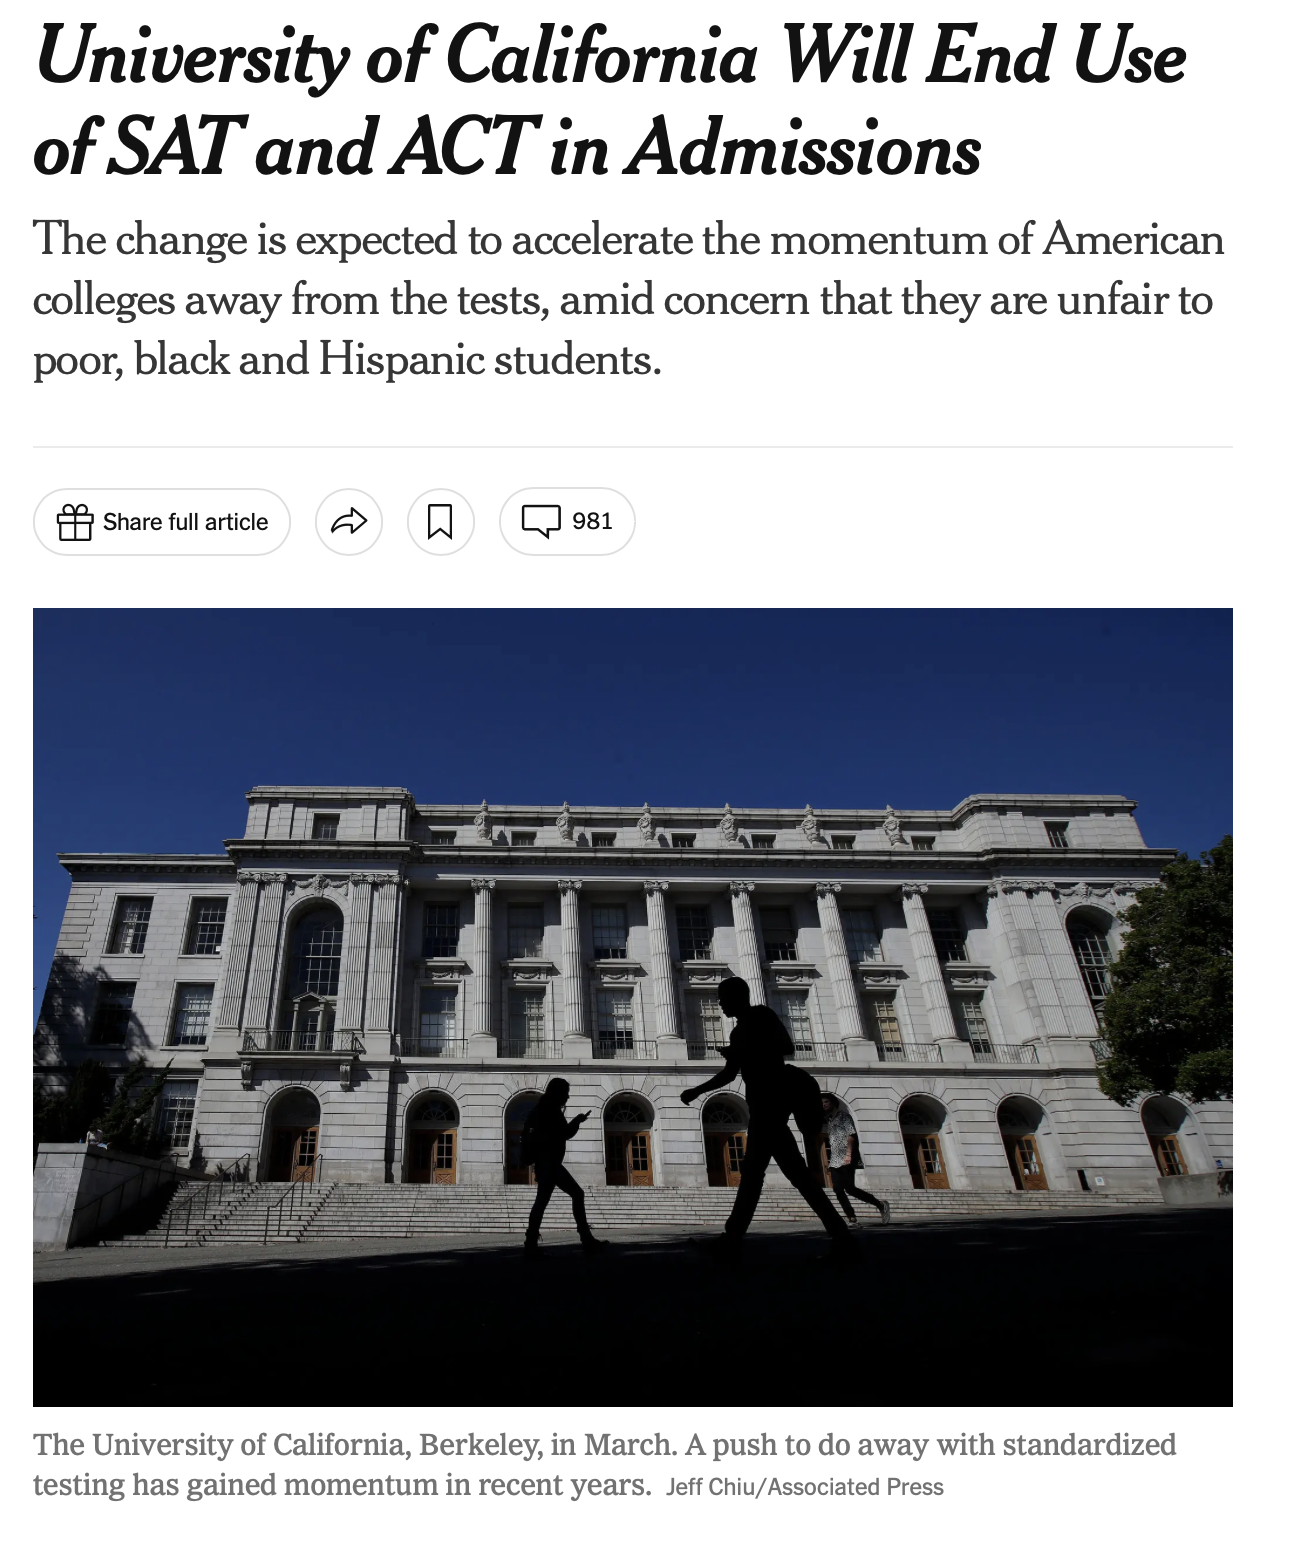 University of California Will End Use
of SAT and ACT in Admissions
The change is expected to accelerate the momentum of American
colleges away from the tests, amid concern that they are unfair to
poor, black and Hispanic students.
Share full article
981
The University of California, Berkeley, in March. A push to do away with standardized
testing has gained momentum in recent years. Jeff Chiu/Associated Press